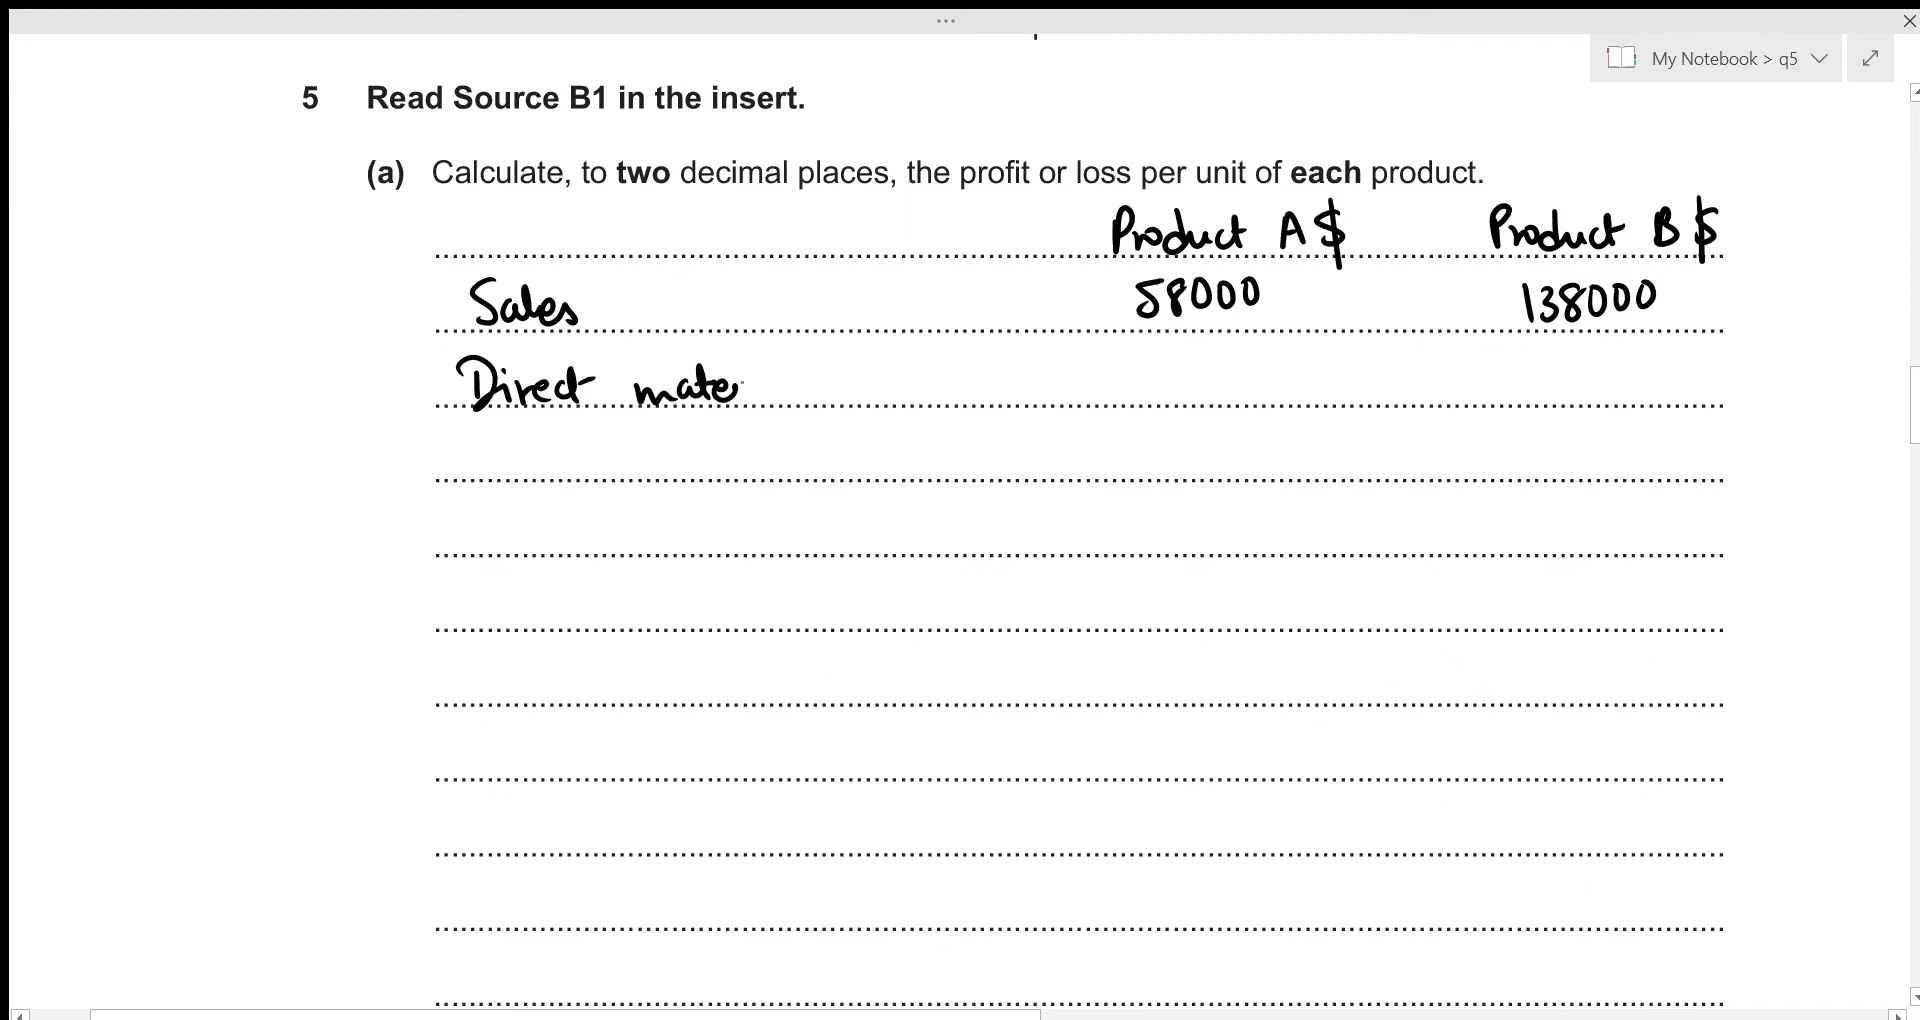 My Notebook > q5
5 Read Source B1 in the insert.
(a) Calculate, to two decimal places, the profit or loss per unit of each product.
Product A $ Product B $
Sales 58000 138000
Direct mate